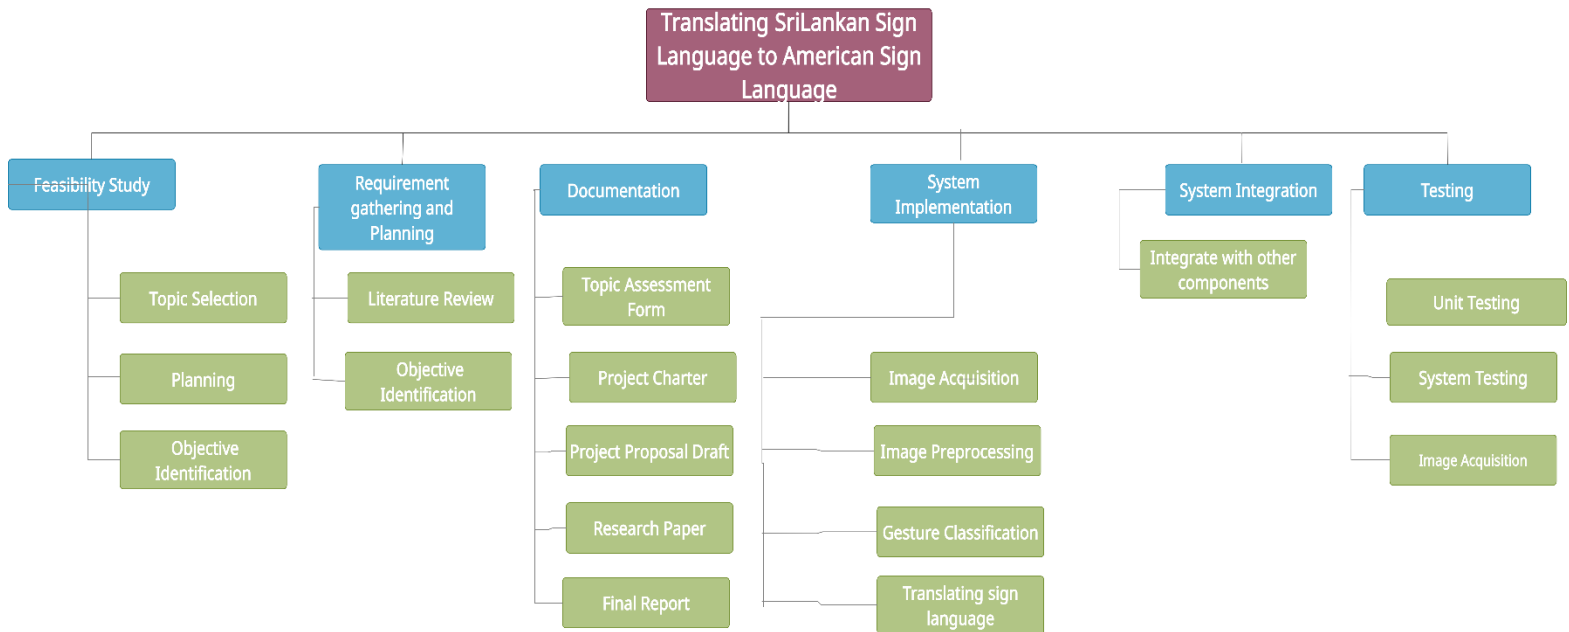 Translating SriLankan Sign
Language to American Sign
Language
Feasibility Study
Topic Selection
Planning
Objective
Identification
Requirement
gathering and
Planning
Literature Review
Objective
Identification
Documentation
Topic Assessment
Form
Project Charter
Project Proposal Draft
Research Paper
Final Report
System
Implementation
Image Acquisition
Image Preprocessing
Gesture Classification
Translating sign
language
System Integration
Integrate with other
components
Testing
Unit Testing
System Testing
Image Acquisition